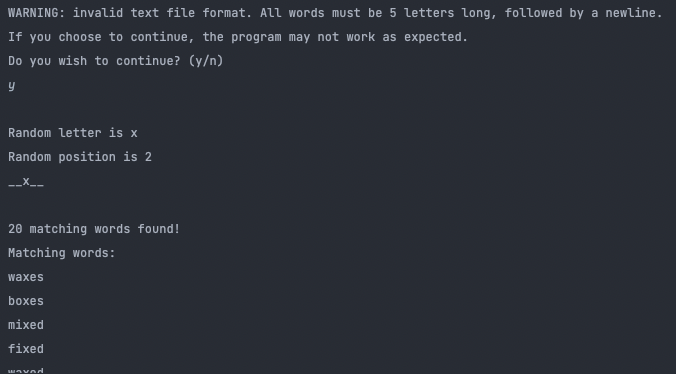 WARNING: invalid text file format. All words must be 5 letters long, followed by a newline.
If you choose to continue, the program may not work as expected.
Do you wish to continue? (y/n)
y
Random letter is x
Random position is 2
__x__
20 matching words found!
Matching words:
waxes
boxes
mixed
fixed
waxed